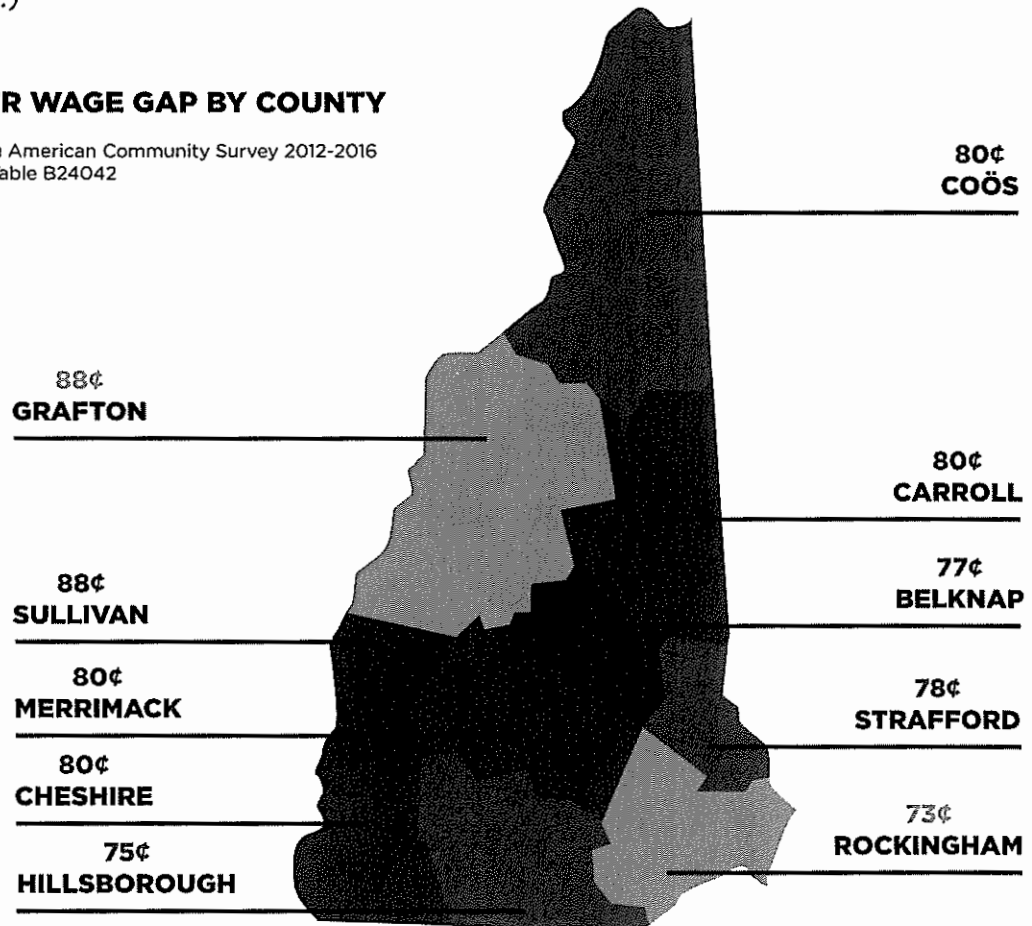 .)
R WAGE GAP BY COUNTY
American Community Survey 2012-2016
able B24042
80¢
COÖS
88¢
GRAFTON
80¢
CARROLL
77¢
BELKNAP
88¢
SULLIVAN
80¢
MERRIMACK
78¢
STRAFFORD
80¢
CHESHIRE
73¢
ROCKINGHAM
75¢
HILLSBOROUGH